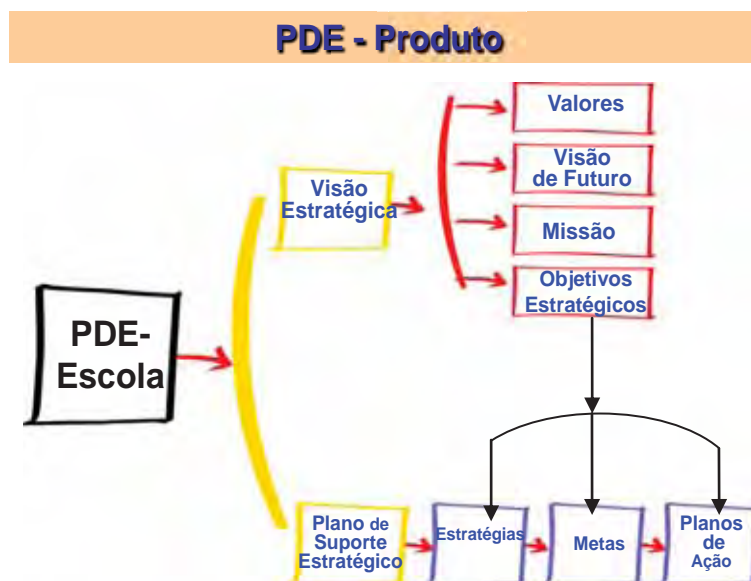 PDE - Produto
Valores
Visão
de Futuro
Visão
Estratégica
Missão
Objetivos
Estratégicos
PDE-
Escola
Plano de
Suporte
Estratégico
Estratégias
Metas
Planos
de
Ação